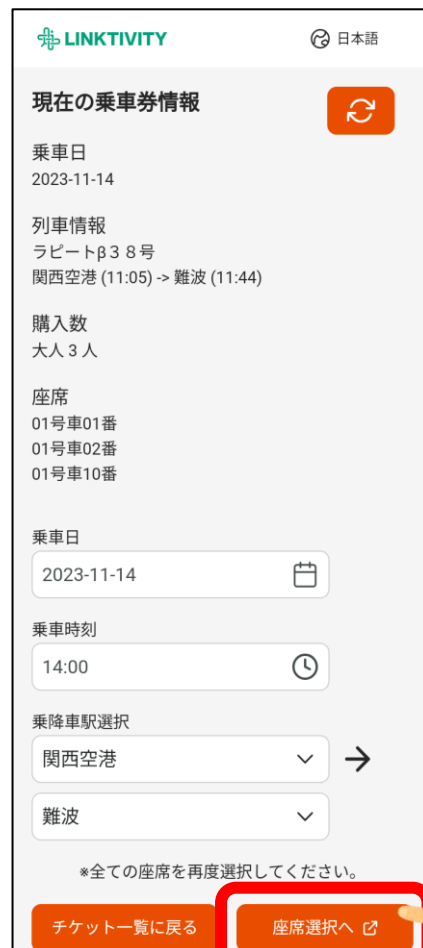 LINKTIVITY
日本語
現在の乗車券情報
乗車日
2023-11-14
列車情報
ラピートβ３８号
関西空港 (11:05) -> 難波 (11:44)
購入数
大人 3 人
座席
01号車01番
01号車02番
01号車10番
乗車日
2023-11-14
乗車時刻
14:00
乗降車駅選択
関西空港
難波
※全ての座席を再度選択してください。
チケット一覧に戻る
座席選択へ